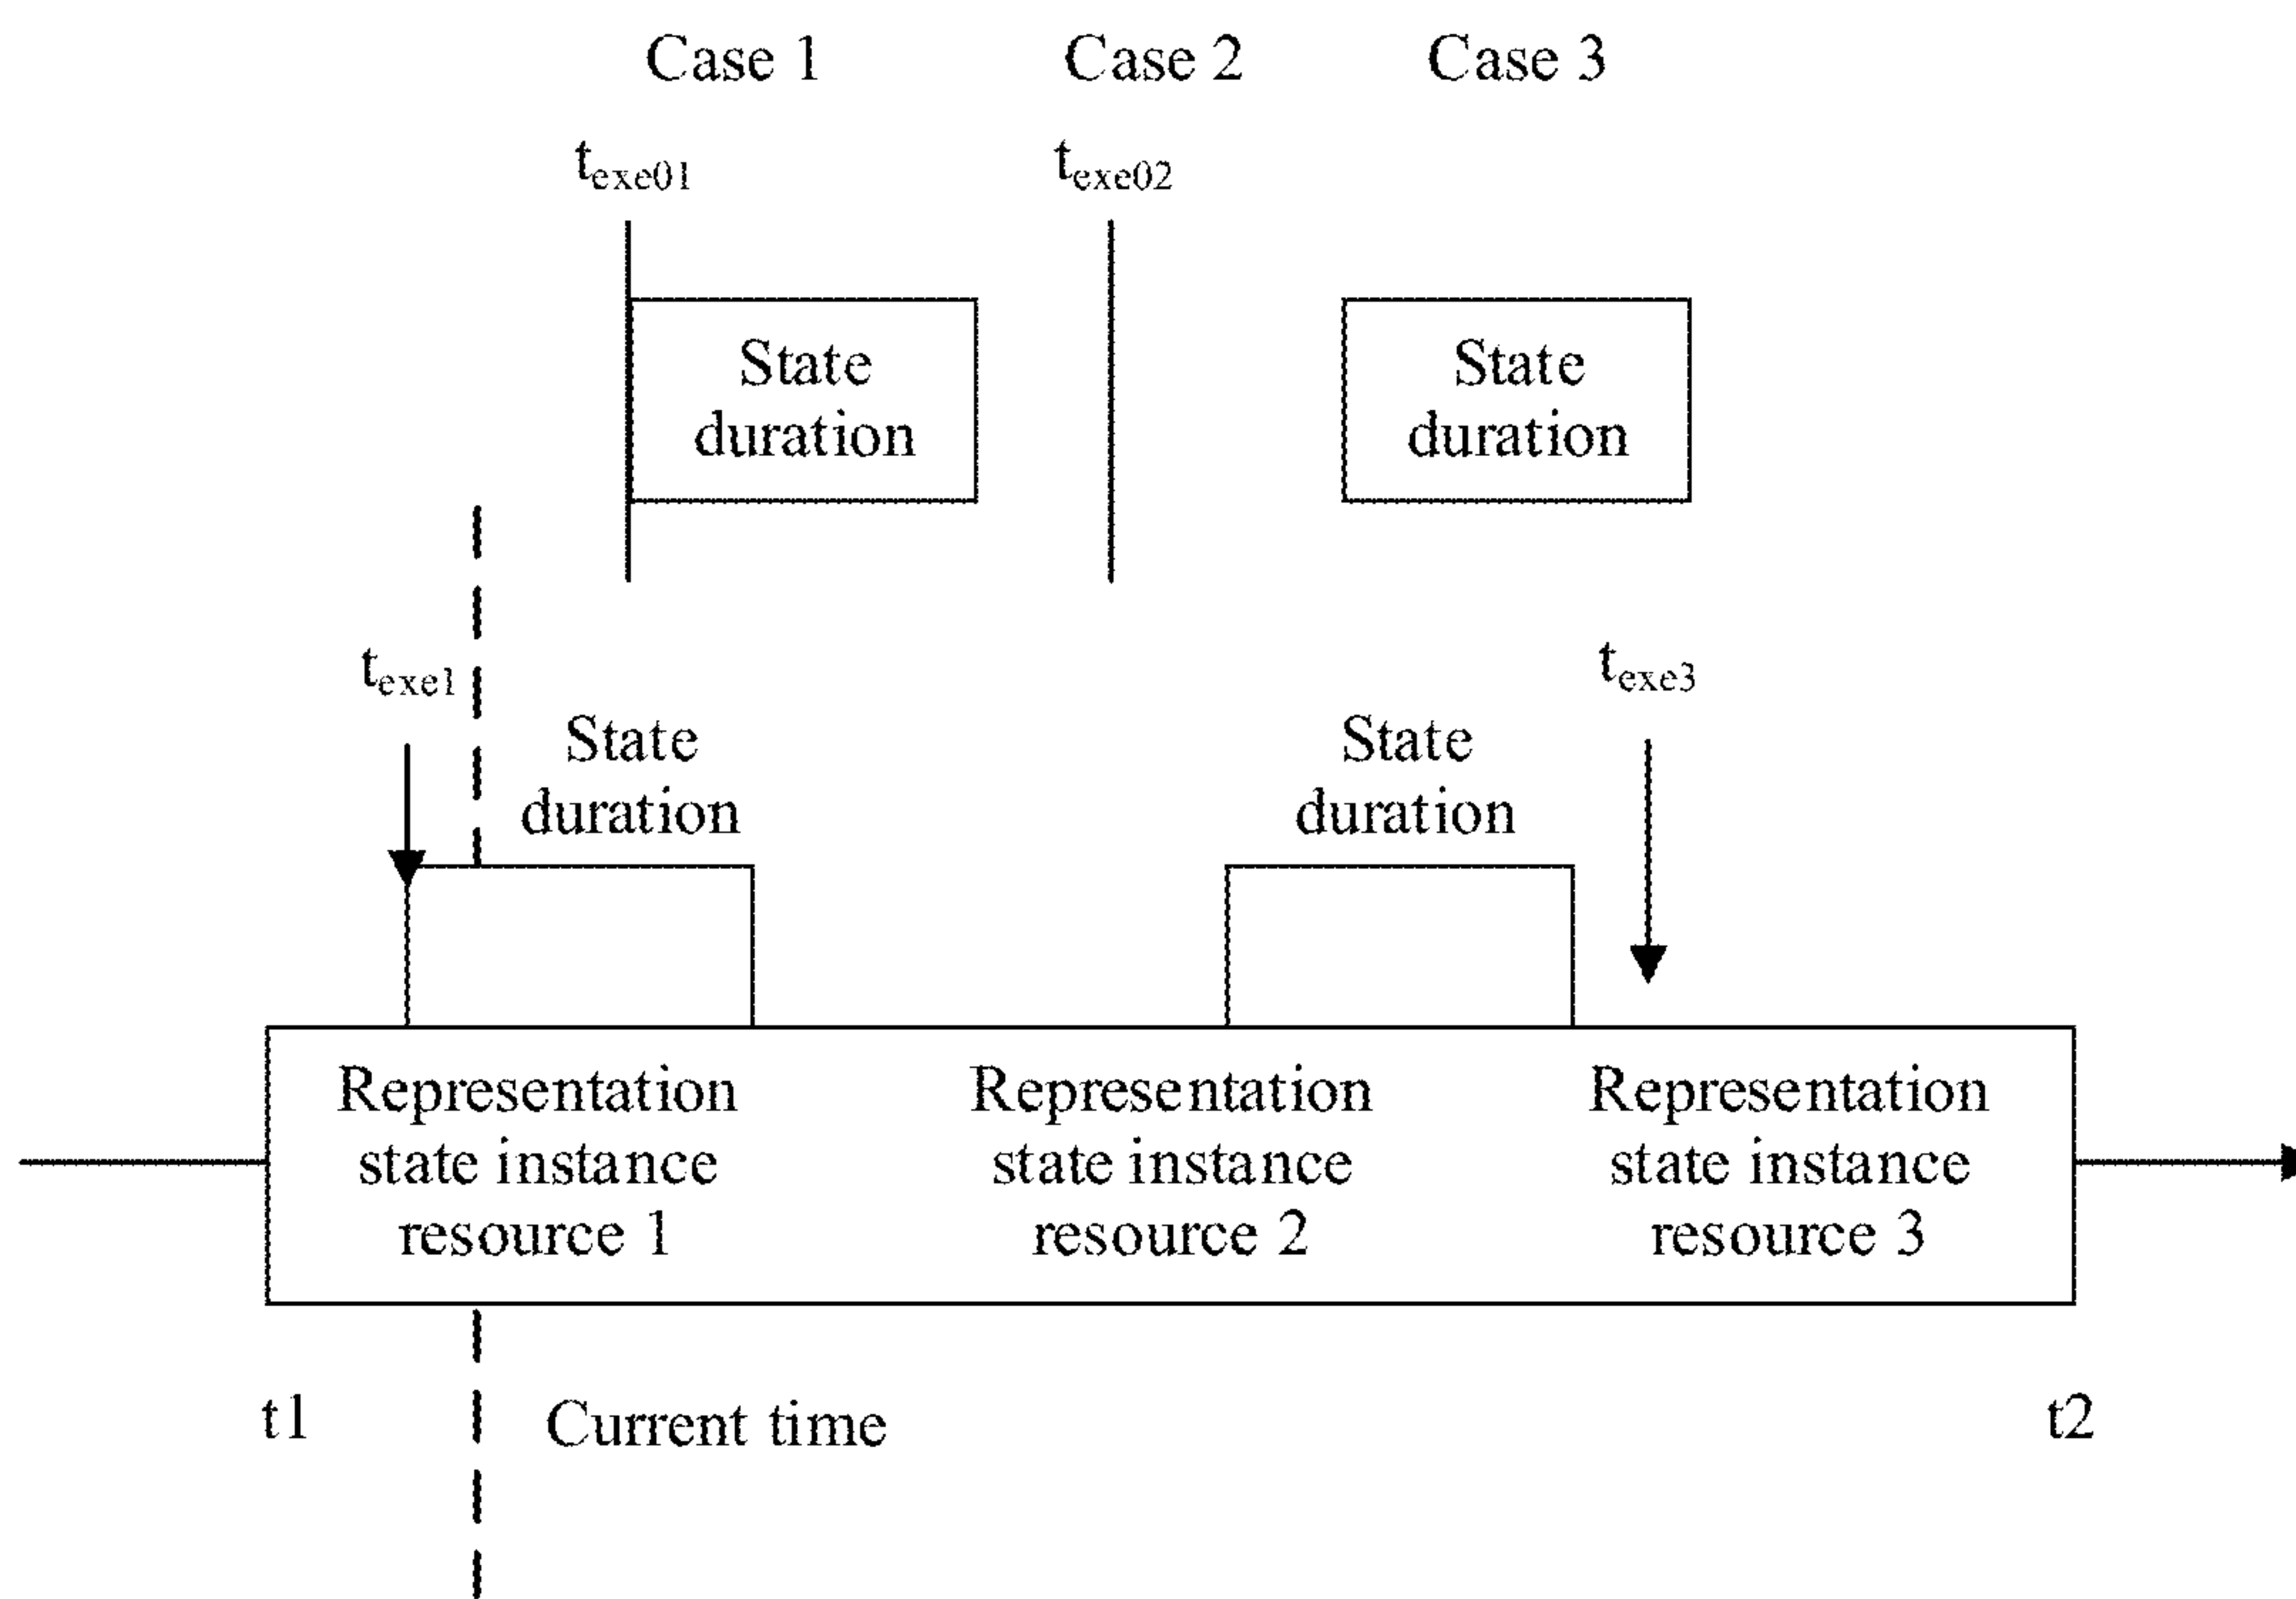 Case 1 Case 2 Case 3
texe01 texe02
State duration
State duration
texe1 texe3
State duration
State duration
Representation state instance resource 1
Representation state instance resource 2
Representation state instance resource 3
t1 Current time t2